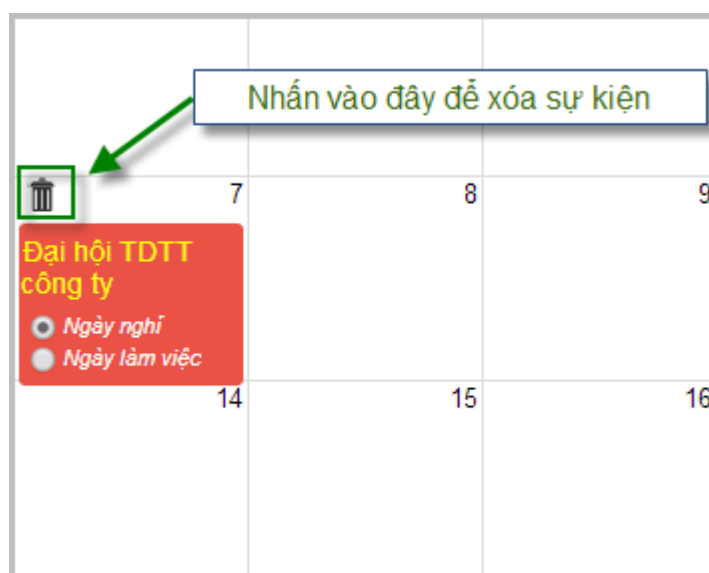 Nhấn vào đây để xóa sự kiện
7
8
9
Đại hội TDTT
công ty
Ngày nghỉ
Ngày làm việc
14
15
16